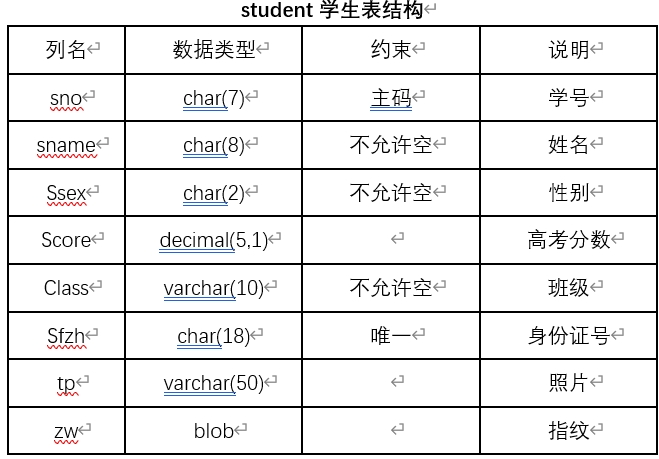 student 学生表结构
列名 数据类型 约束 说明
sno char(7) 主码 学号
sname char(8) 不允许空 姓名
Ssex char(2) 不允许空 性别
Score decimal(5,1) 高考分数
Class varchar(10) 不允许空 班级
Sfzh char(18) 唯一 身份证号
tp varchar(50) 照片
zw blob 指纹